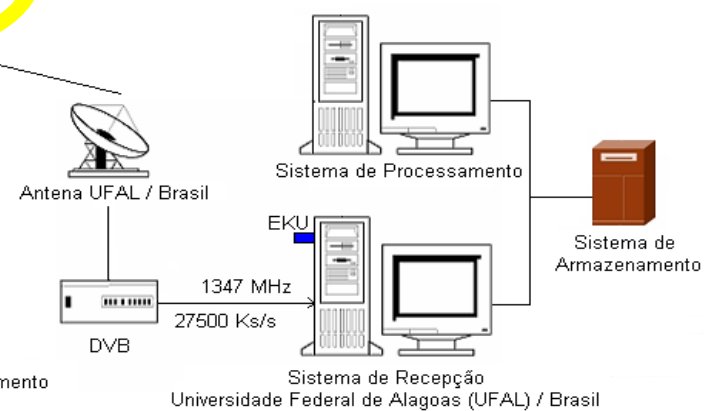 Sistema de Processamento
Antena UFAL / Brasil
EKU
Sistema de
Armazenamento
1347 MHz
27500 Ks/s
DVB
Sistema de Recepção
mento
Universidade Federal de Alagoas (UFAL) / Brasil